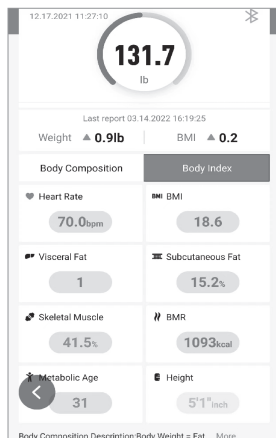 12.17.2021 11:27:10
131.7
lb
Last report 03.14.2022 16:19:25
Weight ▲ 0.9lb BMI ▲ 0.2
Body Composition Body Index
Heart Rate BMI BMI
70.0bpm 18.6
Visceral Fat Subcutaneous Fat
1 15.2%
Skeletal Muscle BMR
41.5% 1093kcal
Metabolic Age Height
31 5'1"inch
Body Composition Description:Body Weight = Fat... More